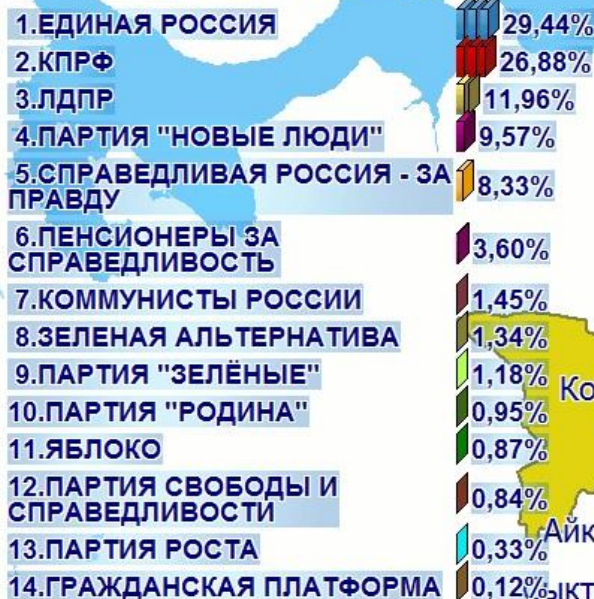 1.ЕДИНАЯ РОССИЯ 29,44%
2.КПРФ 26,88%
3.ЛДПР 11,96%
4.ПАРТИЯ "НОВЫЕ ЛЮДИ" 9,57%
5.СПРАВЕДЛИВАЯ РОССИЯ - ЗА
ПРАВДУ 8,33%
6.ПЕНСИОНЕРЫ ЗА
СПРАВЕДЛИВОСТЬ 3,60%
7.КОММУНИСТЫ РОССИИ 1,45%
8.ЗЕЛЕНАЯ АЛЬТЕРНАТИВА 1,34%
9.ПАРТИЯ "ЗЕЛЁНЫЕ" 1,18%
Ко
10.ПАРТИЯ "РОДИНА" 0,95%
11.ЯБЛОКО 0,87%
12.ПАРТИЯ СВОБОДЫ И
СПРАВЕДЛИВОСТИ 0,84%
Айк
13.ПАРТИЯ РОСТА 0,33%
14.ГРАЖДАНСКАЯ ПЛАТФОРМА 0,12%
ыкт